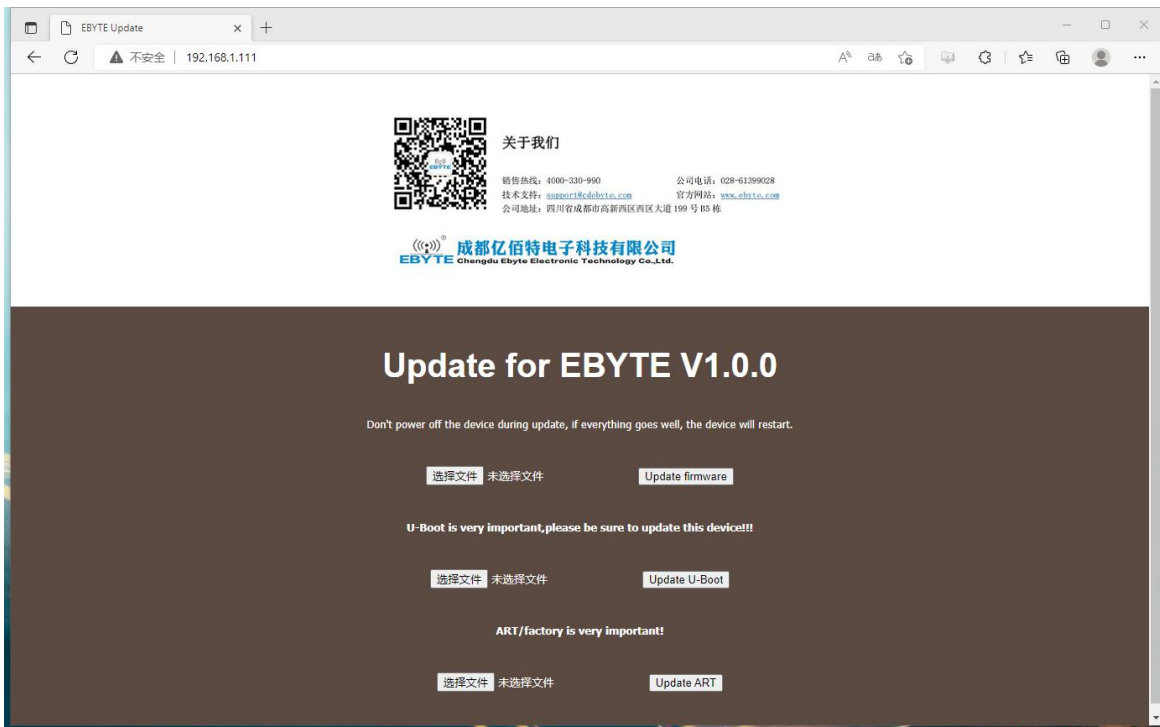 EBYTE Update
不安全 | 192.168.1.111
关于我们
销售热线：4000-330-990 公司电话：028-61399028
技术支持：support@cdebyte.com 官方网站：www.ebyte.com
公司地址：四川省成都市高新西区西区大道 199 号 B5 栋
EBYTE
EBYTE® 成都亿佰特电子科技有限公司
Chengdu Ebyte Electronic Technology Co.,Ltd.
Update for EBYTE V1.0.0
Don't power off the device during update, if everything goes well, the device will restart.
选择文件 未选择文件 Update firmware
U-Boot is very important,please be sure to update this device!!!
选择文件 未选择文件 Update U-Boot
ART/factory is very important!
选择文件 未选择文件 Update ART